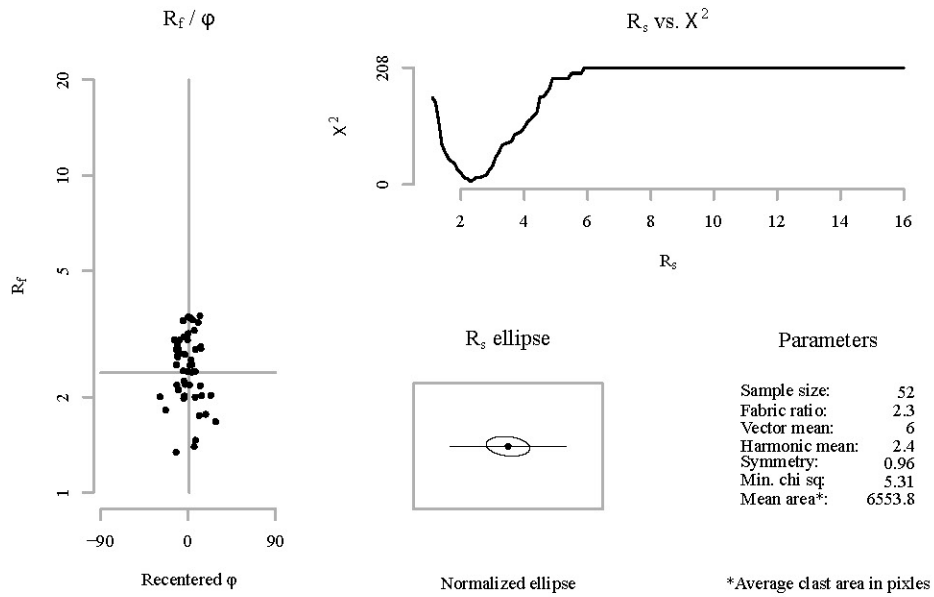 Rf / φ
20
10
5
2
1
Rf
−90 0 90
Recentered φ
Rs vs. X²
208
0
X²
2 4 6 8 10 12 14 16
Rs
Rs ellipse
Normalized ellipse
Parameters
Sample size: 52
Fabric ratio: 2.3
Vector mean: 6
Harmonic mean: 2.4
Symmetry: 0.96
Min. chi sq: 5.31
Mean area*: 6553.8
*Average clast area in pixles